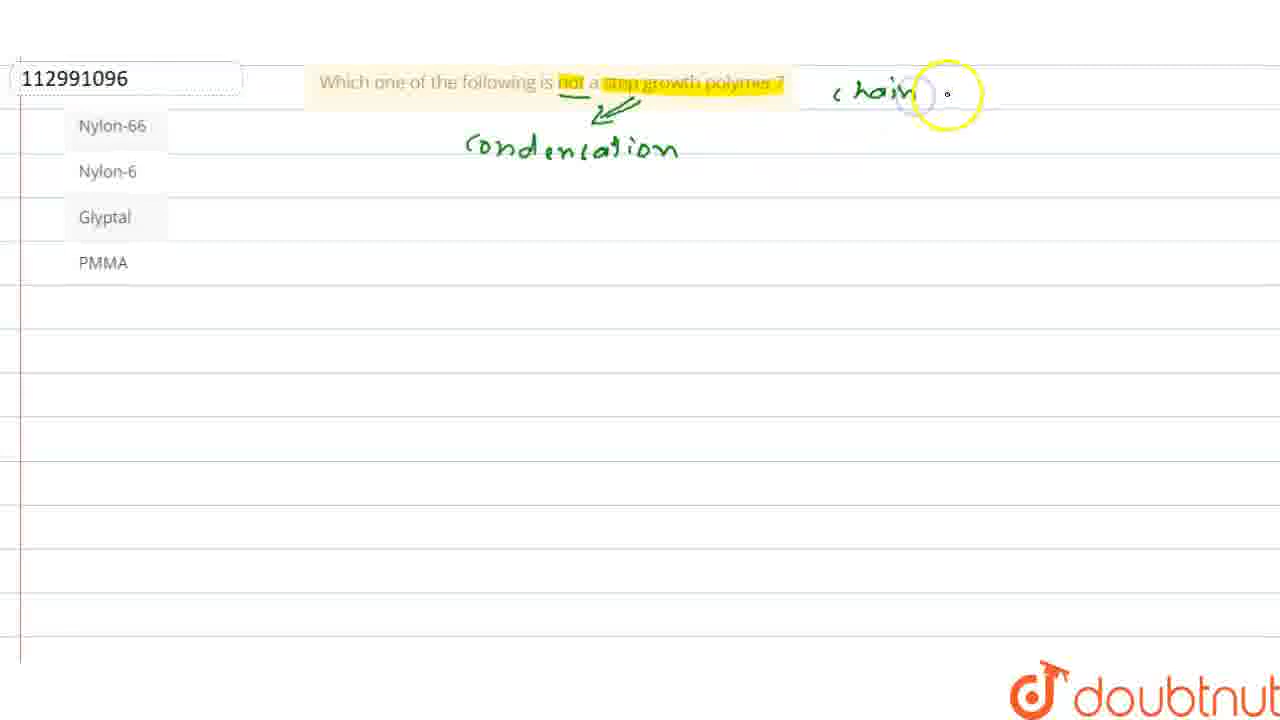 112991096
Which one of the following is not a step growth polymer ?
chain
condencation
Nylon-66
Nylon-6
Glyptal
PMMA
doubtnut